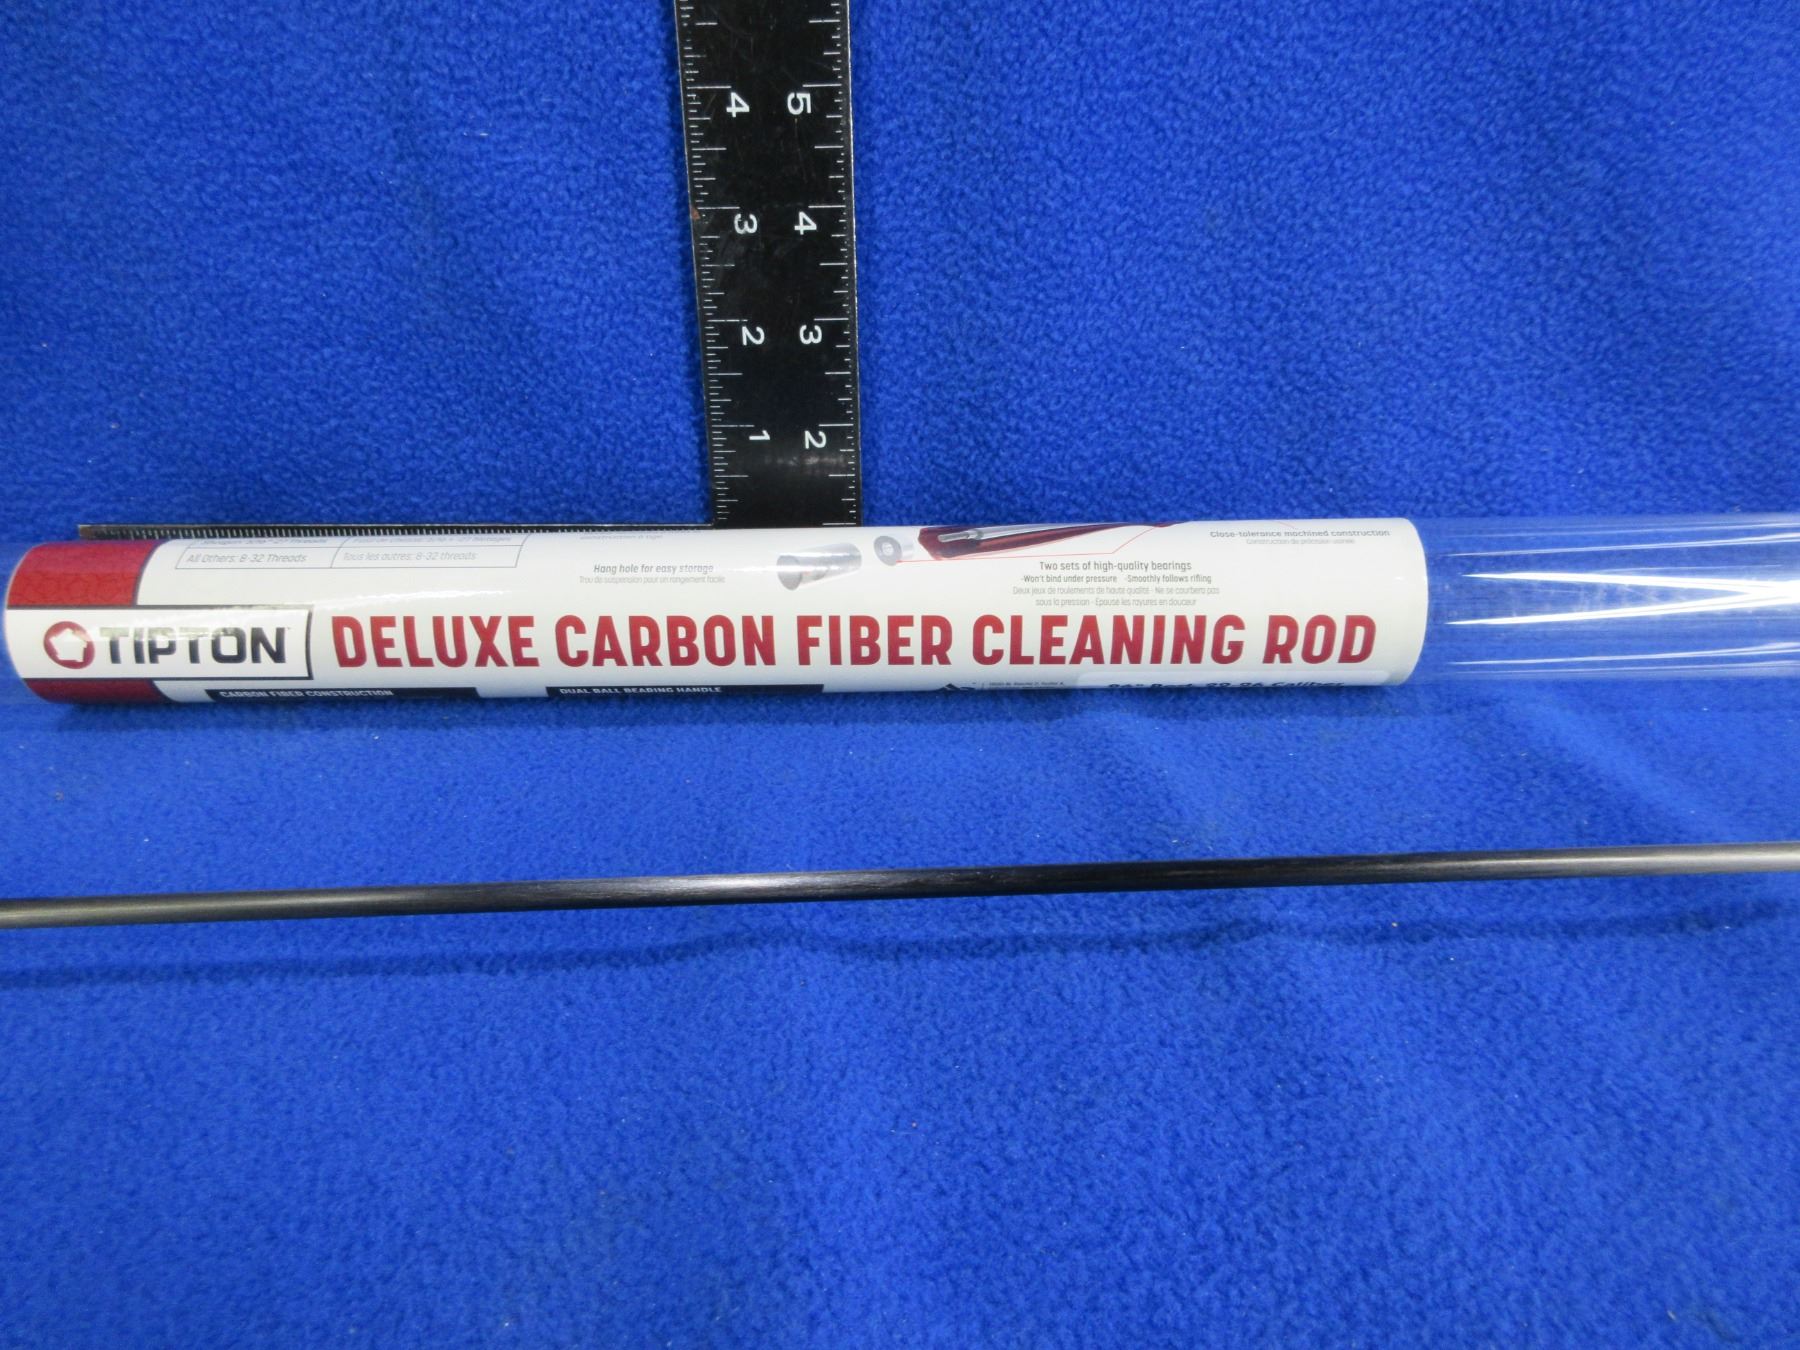 4 5
3 4
2 3
1 2
All Others: 8-32 Threads
Tous les autres: 8-32 threads
Hang hole for easy storage
Trou de suspension pour un rangement facile
Close-tolerance machined construction
Construction de précision usinée
Two sets of high-quality bearings
-Won't bind under pressure -Smoothly follows rifling
Deux jeux de roulements de haute qualité - Ne se courbera pas
sous la pression - Épouse les rayures en douceur
TIPTON
DELUXE CARBON FIBER CLEANING ROD
CARBON FIBER CONSTRUCTION
DUAL BALL BEARING HANDLE